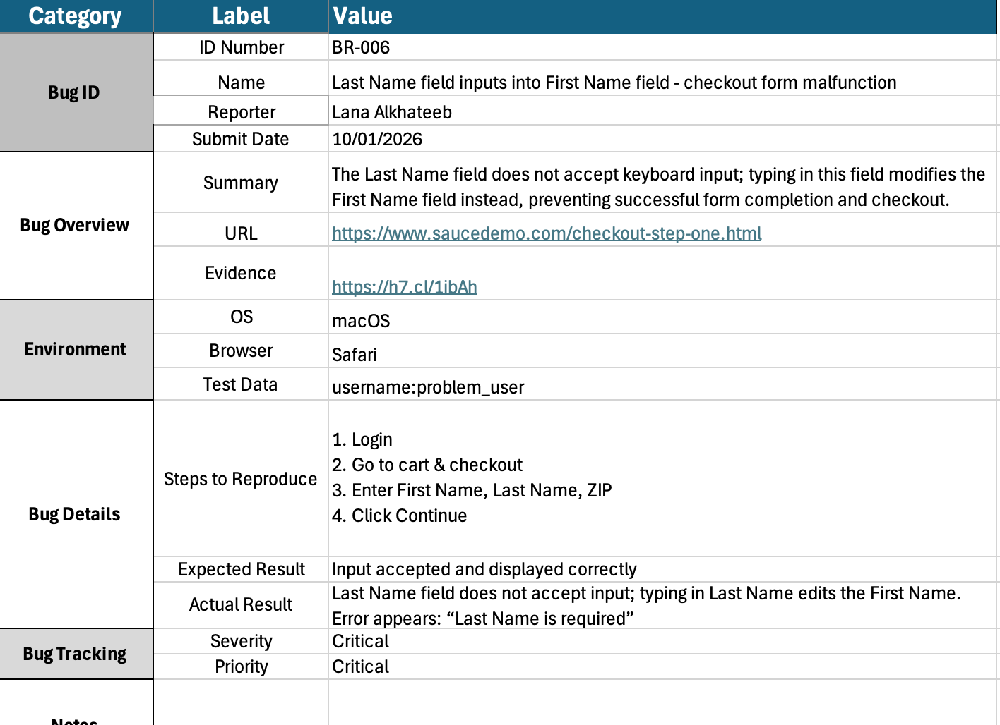 Category Label Value
Bug ID
ID Number BR-006
Name Last Name field inputs into First Name field - checkout form malfunction
Reporter Lana Alkhateeb
Submit Date 10/01/2026
Bug Overview
Summary The Last Name field does not accept keyboard input; typing in this field modifies the
First Name field instead, preventing successful form completion and checkout.
URL https://www.saucedemo.com/checkout-step-one.html
Evidence https://h7.cl/1ibAh
Environment
OS macOS
Browser Safari
Test Data username:problem_user
Bug Details
Steps to Reproduce
1. Login
2. Go to cart & checkout
3. Enter First Name, Last Name, ZIP
4. Click Continue
Expected Result Input accepted and displayed correctly
Actual Result Last Name field does not accept input; typing in Last Name edits the First Name.
Error appears: “Last Name is required”
Bug Tracking
Severity Critical
Priority Critical
Notes